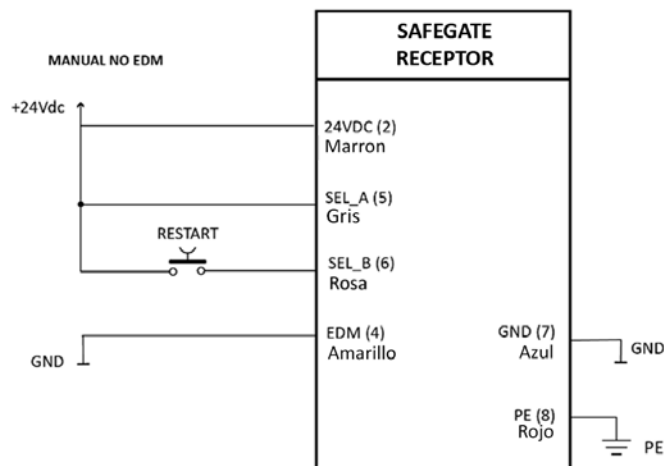 SAFEGATE
RECEPTOR
MANUAL NO EDM
+24Vdc
24VDC (2)
Marron
SEL_A (5)
Gris
RESTART
SEL_B (6)
Rosa
EDM (4)
Amarillo
GND
GND (7)
Azul
GND
PE (8)
Rojo
PE